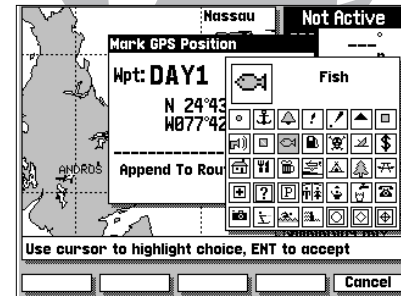 Nassau
Not Active
Mark GPS Position
Wpt: DAY1
Fish
N 24°43
W077°42
ANDROS
Append To Rou
Use cursor to highlight choice, ENT to accept
Cancel